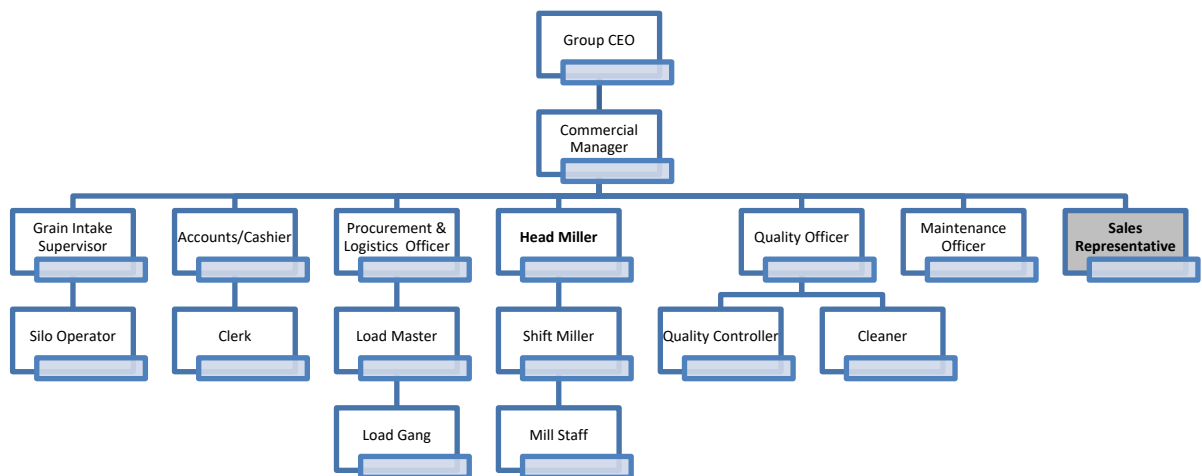 Group CEO
Commercial
Manager
Grain Intake
Supervisor
Accounts/Cashier
Procurement &
Logistics Officer
Head Miller
Quality Officer
Maintenance
Officer
Sales
Representative
Silo Operator
Clerk
Load Master
Shift Miller
Quality Controller
Cleaner
Load Gang
Mill Staff